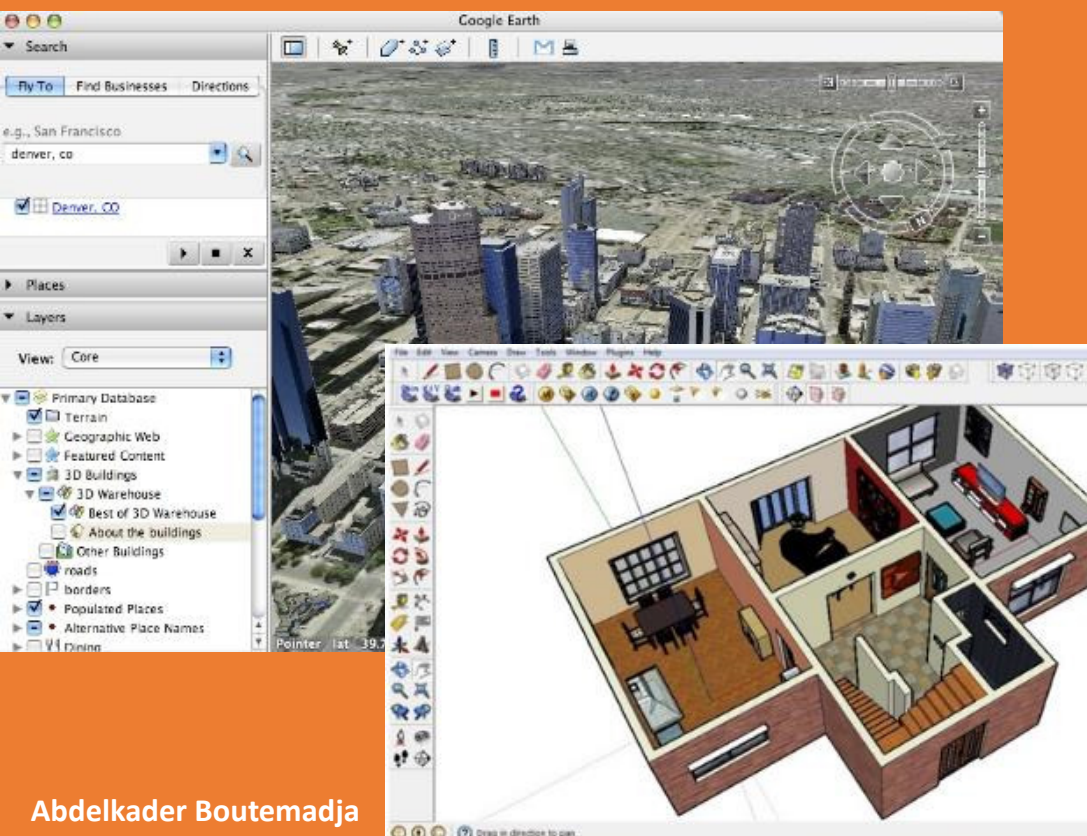 Google Earth
Search
Fly To Find Businesses Directions
e.g., San Francisco
denver, co
Denver, CO
Places
Layers
View: Core
Primary Database
Terrain
Geographic Web
Featured Content
3D Buildings
3D Warehouse
Best of 3D Warehouse
About the buildings
Other Buildings
roads
borders
Populated Places
Alternative Place Names
Dining
Pointer lat 39.7
File Edit View Camera Draw Tools Window Plugins Help
Drag in direction to pan
Abdelkader Boutemadja